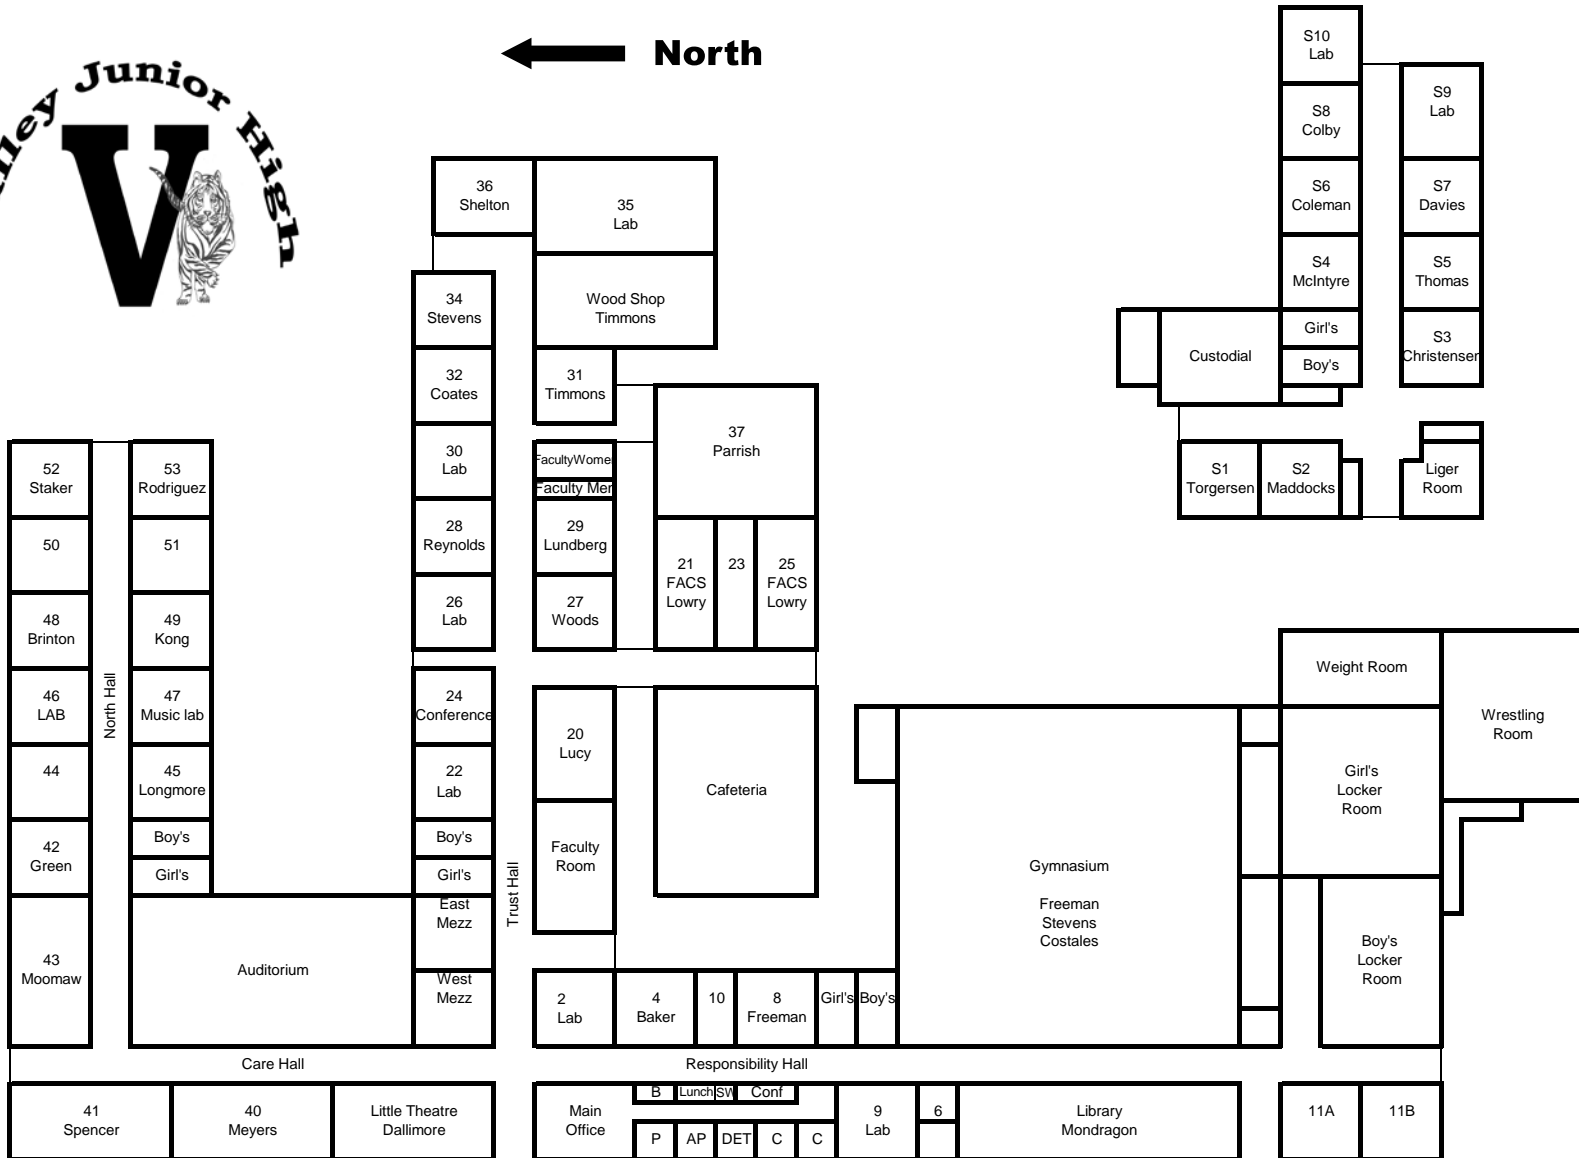 Junior High
North
S10
Lab
S9
Lab
S8
Colby
36
Shelton
35
Lab
S6
Coleman
S7
Davies
S4
McIntyre
S5
Thomas
34
Stevens
Wood Shop
Timmons
Girl's
Boy's
Custodial
S3
Christensen
32
Coates
31
Timmons
37
Parrish
52
Staker
53
Rodriguez
30
Lab
Faculty Men
S1
Torgersen
S2
Maddocks
Liger
Room
50
51
28
Reynolds
29
Lundberg
21
FACS
Lowry
23
25
FACS
Lowry
48
Brinton
49
Kong
26
Lab
27
Woods
46
LAB
North Hall
47
Music lab
24
Conference
20
Lucy
Weight Room
Wrestling
Room
44
45
Longmore
22
Lab
Cafeteria
Girl's
Locker
Room
42
Green
Boy's
Girl's
Boy's
Girl's
Trust Hall
Faculty
Room
Gymnasium
Freeman
Stevens
Costales
43
Moomaw
Auditorium
East
Mezz
West
Mezz
2
Lab
4
Baker
10
8
Freeman
Girl's
Boy's
Boy's
Locker
Room
Care Hall
Responsibility Hall
41
Spencer
40
Meyers
Little Theatre
Dallimore
Main
Office
B
Lunch
SW
Conf
P
AP
DET
C
C
9
Lab
6
Library
Mondragon
11A
11B